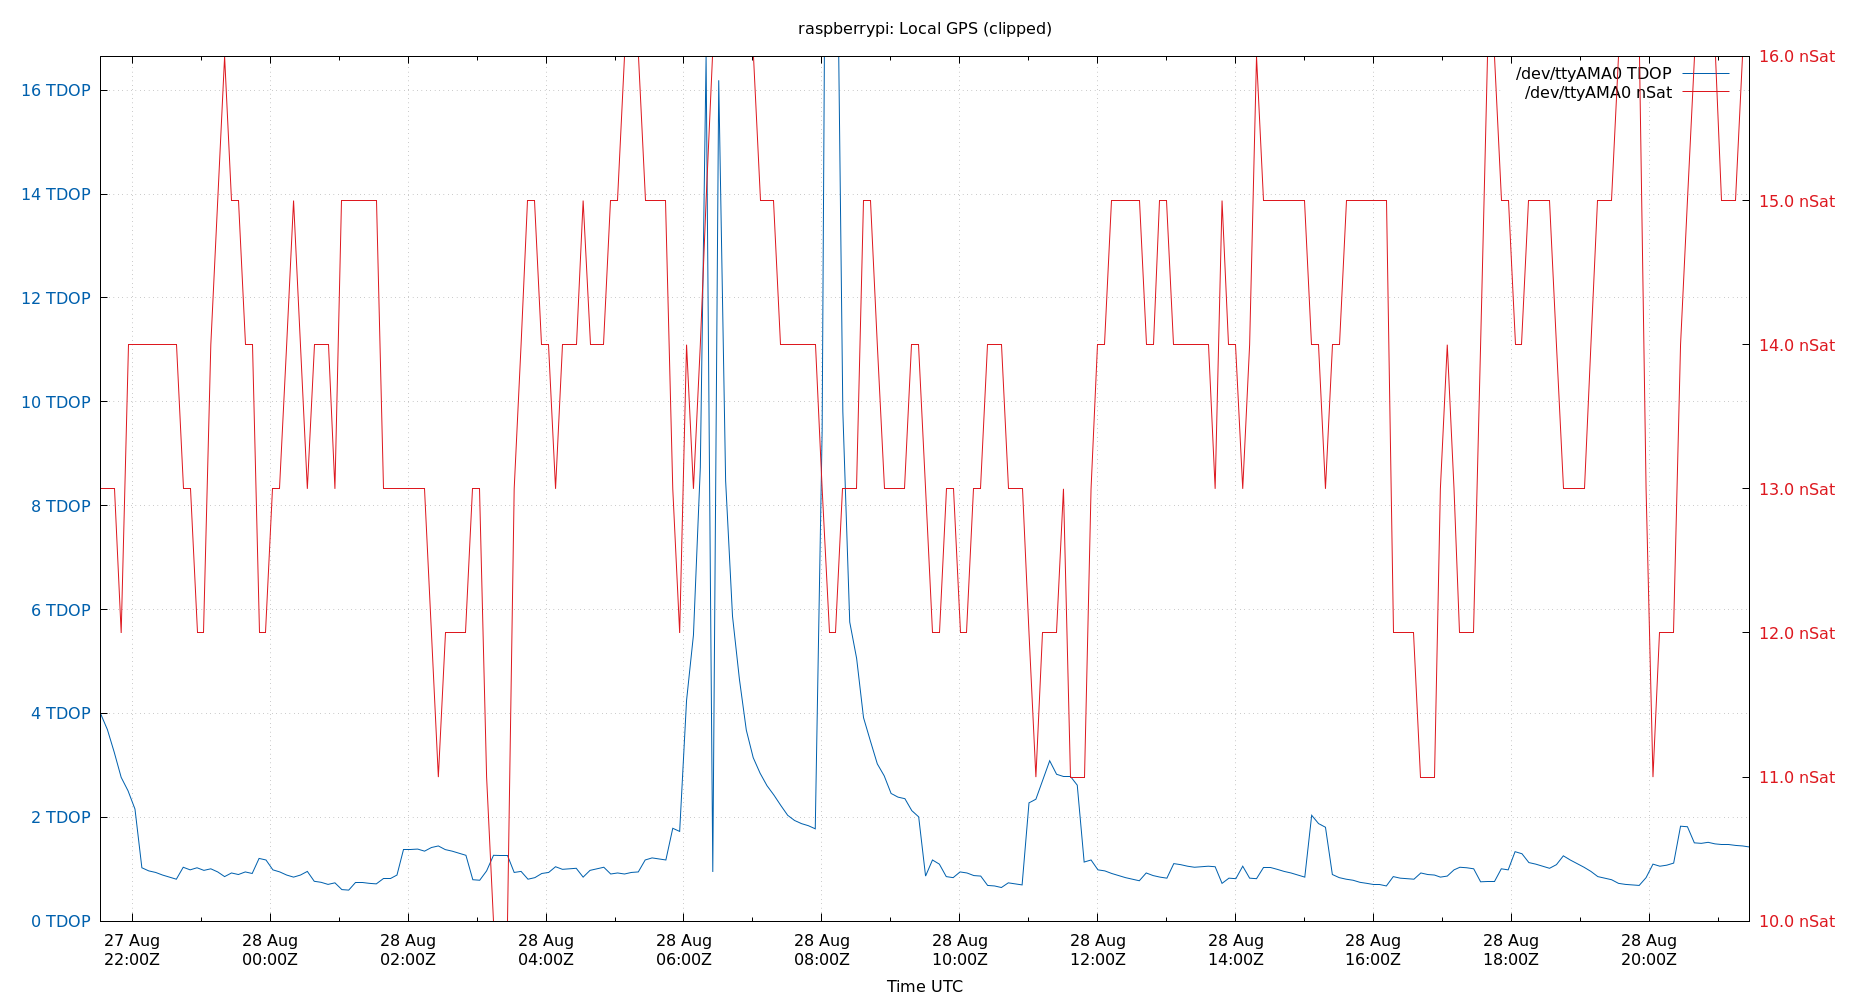 raspberrypi: Local GPS (clipped)
16.0 nSat
/dev/ttyAMA0 TDOP
16 TDOP
/dev/ttyAMA0 nSat
14 TDOP
15.0 nSat
12 TDOP
14.0 nSat
10 TDOP
13.0 nSat
8 TDOP
6 TDOP
12.0 nSat
4 TDOP
11.0 nSat
2 TDOP
0 TDOP
10.0 nSat
27 Aug 28 Aug 28 Aug 28 Aug 28 Aug 28 Aug 28 Aug 28 Aug 28 Aug 28 Aug 28 Aug 28 Aug
22:00Z 00:00Z 02:00Z 04:00Z 06:00Z 08:00Z 10:00Z 12:00Z 14:00Z 16:00Z 18:00Z 20:00Z
Time UTC